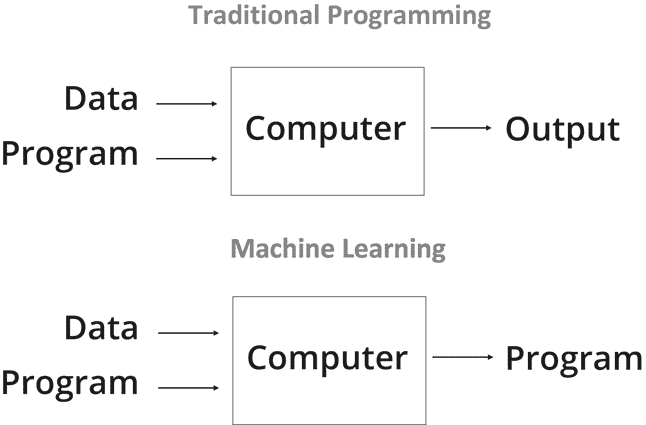 Traditional Programming
Data
Program
Computer
Output
Machine Learning
Data
Program
Computer
Program